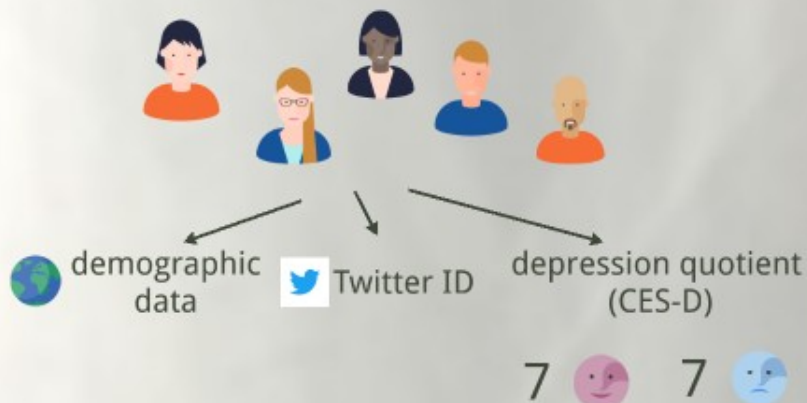 demographic
data
Twitter ID
depression quotient
(CES-D)
7 7